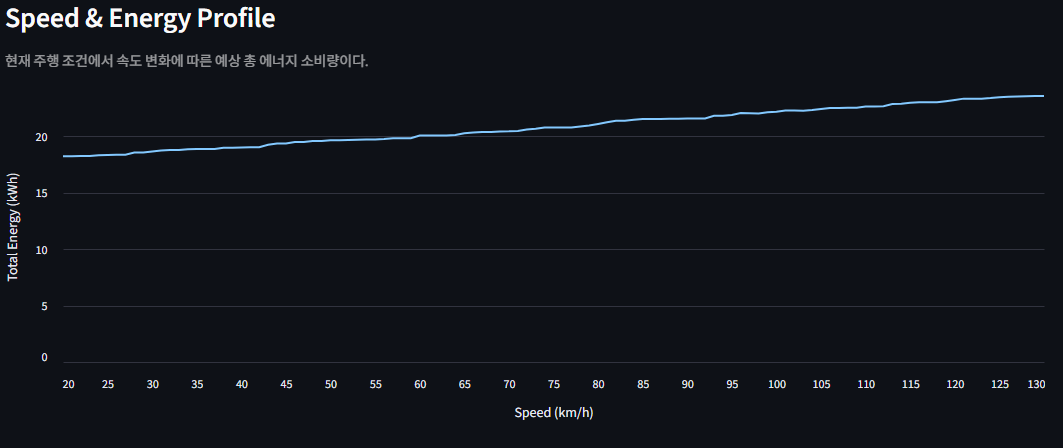 Speed & Energy Profile
현재 주행 조건에서 속도 변화에 따른 예상 총 에너지 소비량이다.
20
15
10
5
0
Total Energy (kWh)
20 25 30 35 40 45 50 55 60 65 70 75 80 85 90 95 100 105 110 115 120 125 130
Speed (km/h)